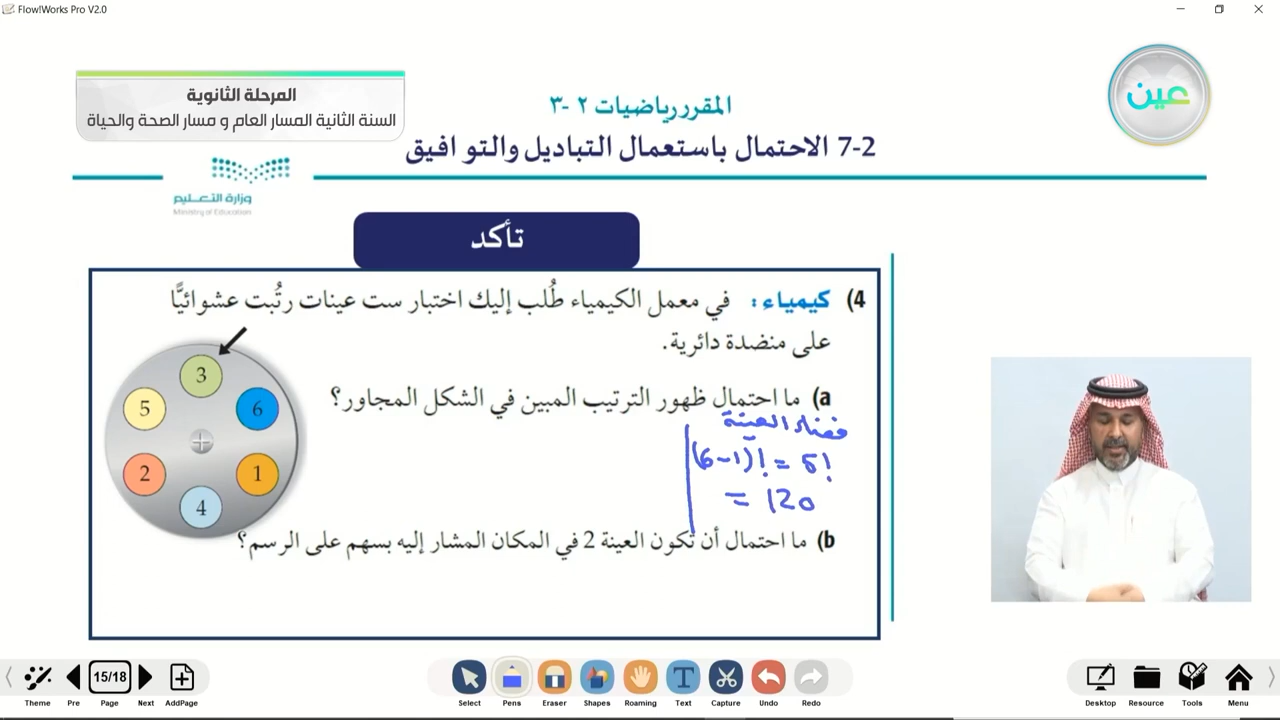 Flow!Works Pro V2.0
المرحلة الثانوية
السنة الثانية المسار العام و مسار الصحة والحياة
المقرر رياضيات ٢ -٣
7-2 الاحتمال باستعمال التباديل والتو افيق
عين
وزارة التعـــليم
Ministry of Education
تأكد
4) كيمياء: في معمل الكيمياء طُلب إليك اختبار ست عينات رتُبت عشوائيًّا
على منضدة دائرية.
a) ما احتمال ظهور الترتيب المبين في الشكل المجاور؟
فضاء العينة
(6-1)! = 5!
= 120
3
5
6
2
1
4
b) ما احتمال أن تكون العينة 2 في المكان المشار إليه بسهم على الرسم؟
15/18
Theme Pre Page Next AddPage Select Pens Eraser Shapes Roaming Text Capture Undo Redo Desktop Resource Tools Menu